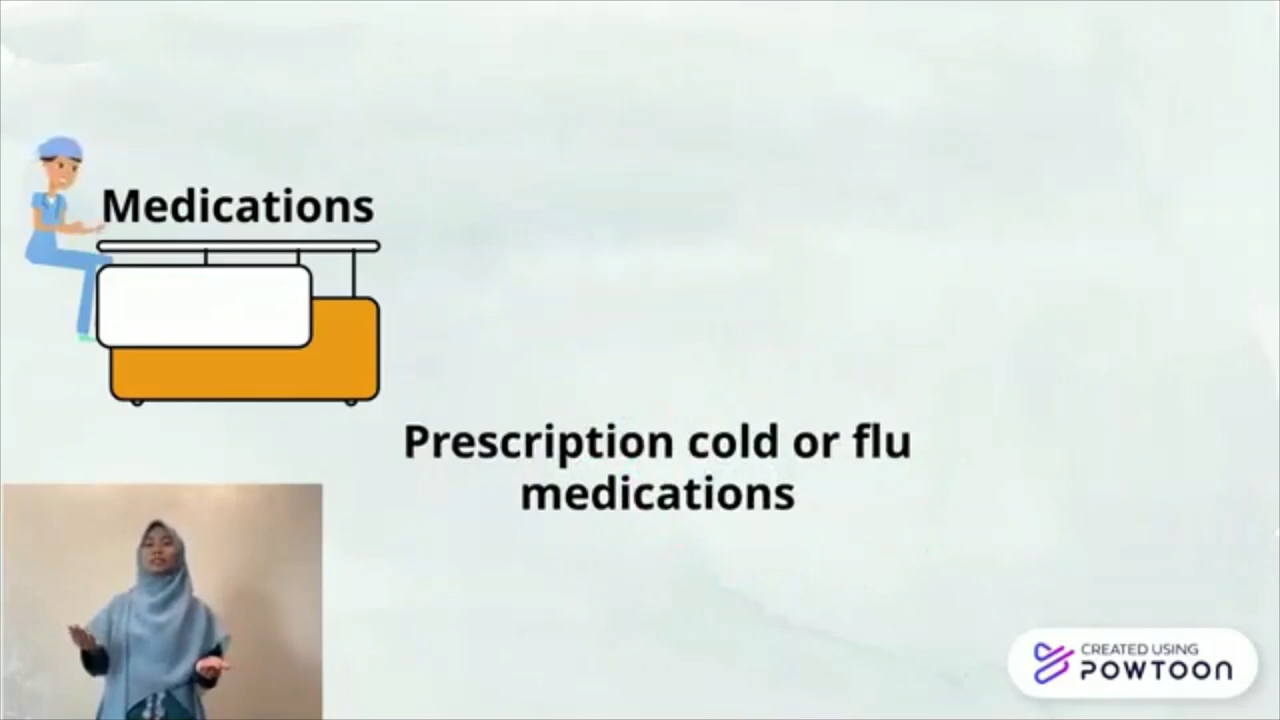 Medications
Prescription cold or flu
medications
CREATED USING
POWTOON